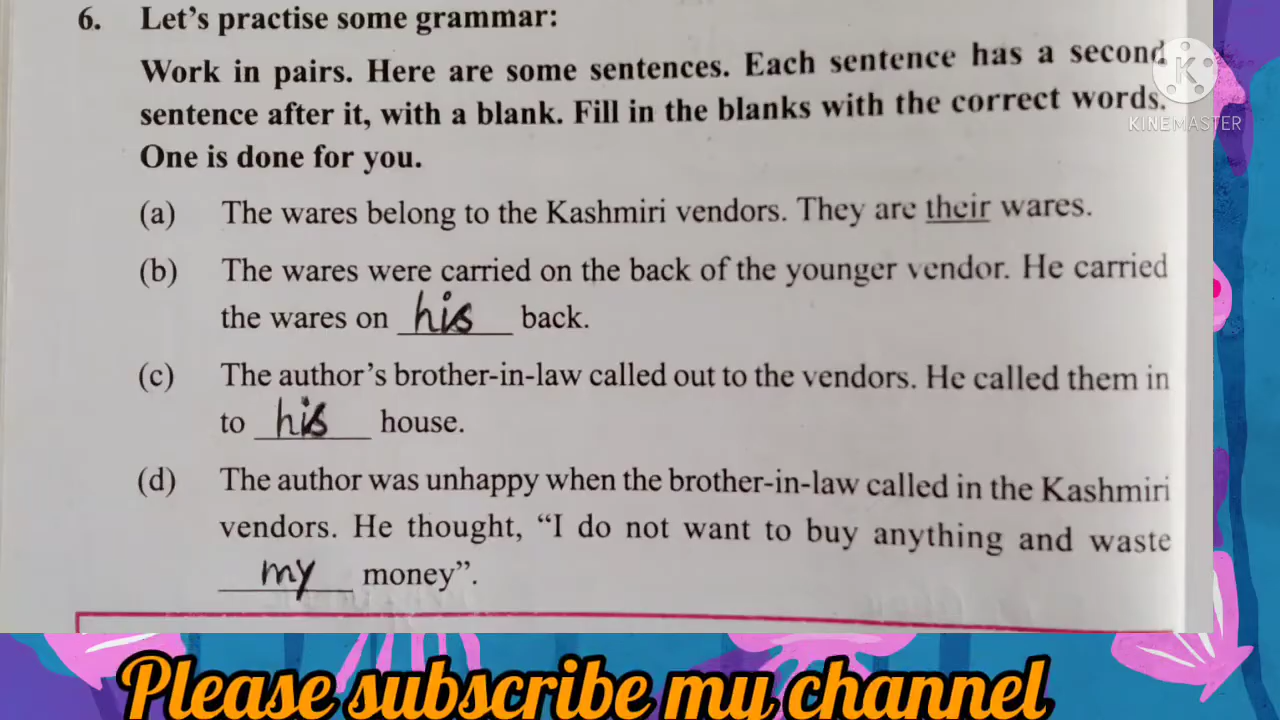 6. Let's practise some grammar:
Work in pairs. Here are some sentences. Each sentence has a second
sentence after it, with a blank. Fill in the blanks with the correct words.
One is done for you.
(a) The wares belong to the Kashmiri vendors. They are their wares.
(b) The wares were carried on the back of the younger vendor. He carried
the wares on his back.
(c) The author's brother-in-law called out to the vendors. He called them in
to his house.
(d) The author was unhappy when the brother-in-law called in the Kashmiri
vendors. He thought, “I do not want to buy anything and waste
my money”.
K
KINEMASTER
Please subscribe my channel